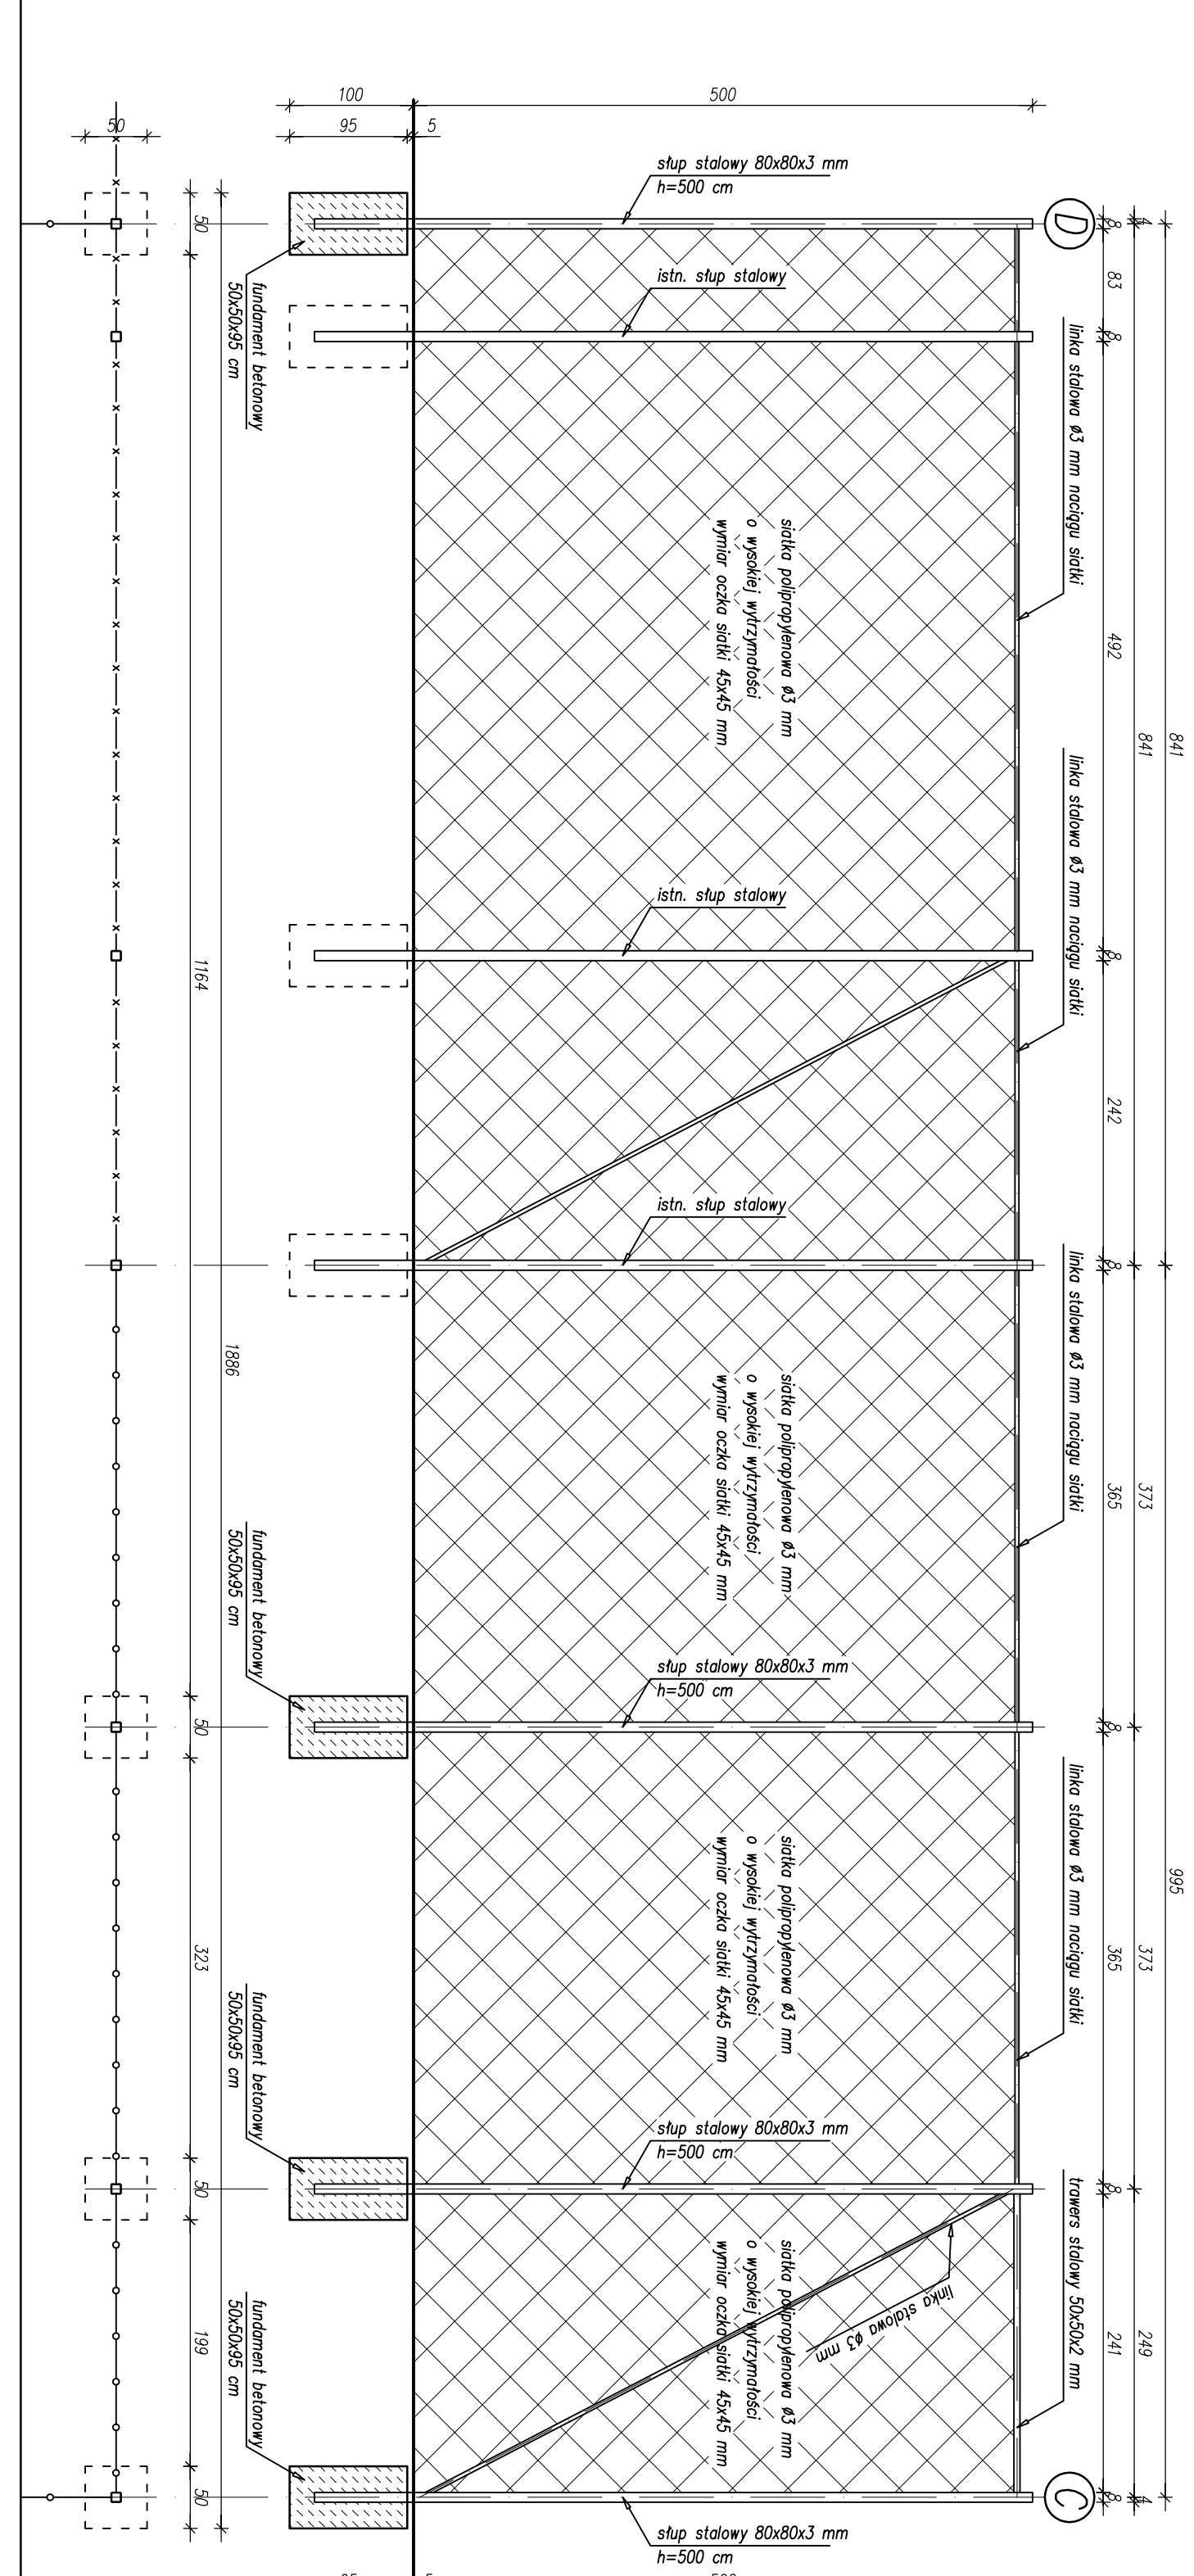 100
500
95
5
50
słup stalowy 80x80x3 mm
h=500 cm
D
8
4
50
istn. słup stalowy
83
8
fundament betonowy
50x50x95 cm
linka stalowa ø3 mm naciągu siatki
siatka polipropylenowa ø3 mm
o wysokiej wytrzymałości
wymiar oczka siatki 45x45 mm
492
841
841
linka stalowa ø3 mm naciągu siatki
istn. słup stalowy
8
1164
242
istn. słup stalowy
8
linka stalowa ø3 mm naciągu siatki
1886
siatka polipropylenowa ø3 mm
o wysokiej wytrzymałości
wymiar oczka siatki 45x45 mm
365
373
fundament betonowy
50x50x95 cm
słup stalowy 80x80x3 mm
h=500 cm
50
8
linka stalowa ø3 mm naciągu siatki
siatka polipropylenowa ø3 mm
o wysokiej wytrzymałości
wymiar oczka siatki 45x45 mm
995
323
365
373
fundament betonowy
50x50x95 cm
słup stalowy 80x80x3 mm
h=500 cm
50
8
trawers stalowy 50x50x2 mm
siatka polipropylenowa ø3 mm
o wysokiej wytrzymałości
wymiar oczka siatki 45x45 mm
linka stalowa ø3 mm
199
241
249
fundament betonowy
50x50x95 cm
50
C
8
4
słup stalowy 80x80x3 mm
h=500 cm